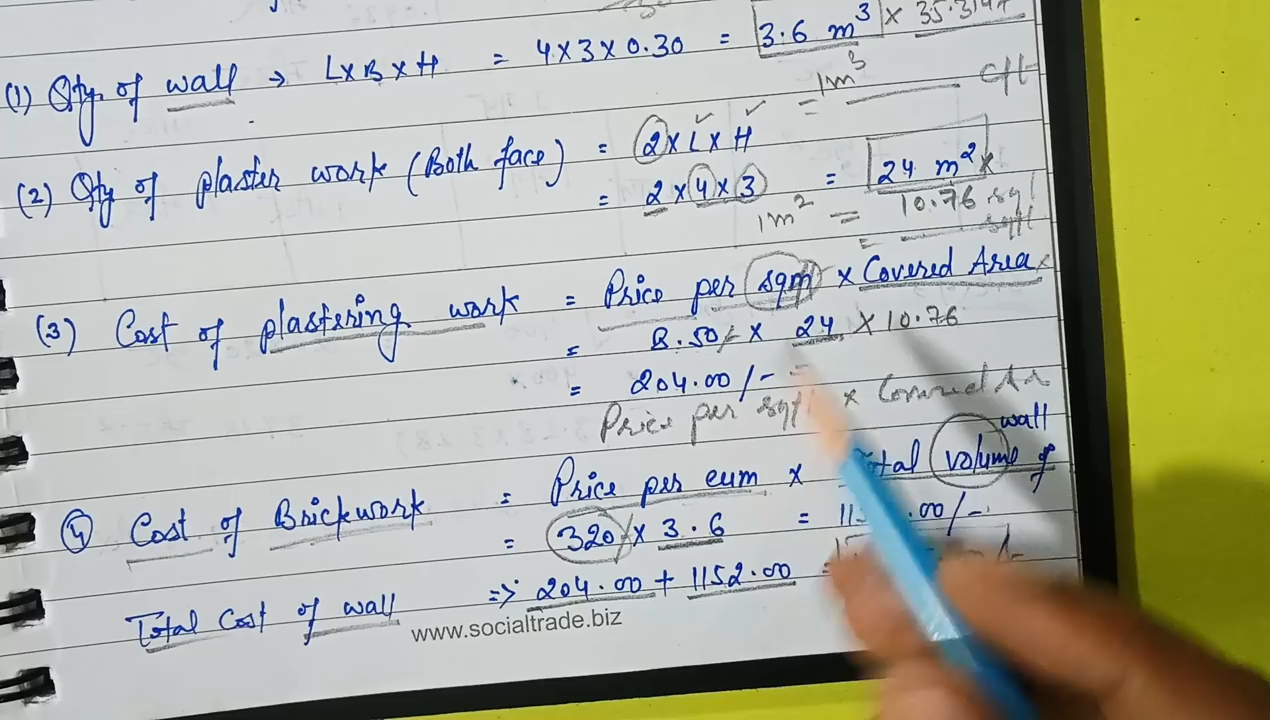 (1) Qty. of wall → L×B×H = 4×3×0.30 = 3.6 m³ × 35.3147
= 1m³ cft
(2) Qty of plaster work (Both face) = 2×L×H
= 2×4×3 = 24 m² ×
1m² = 10.76 sqf
= sqft
(3) Cost of plastering work = Price per sqm × Covered Area
= 8.50/- × 24 × 10.76
= 204.00/-
Price per sqft × Covered Ar
(4) Cost of Brickwork = Price per cum × Total volume of wall
= 320/× 3.6 = 11 .00/-
Total Cost of wall ⇒ 204.00 + 1152.00 =
www.socialtrade.biz